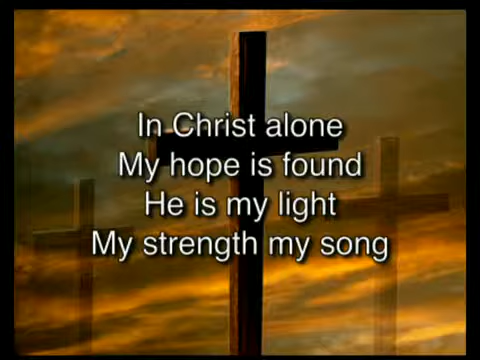 In Christ alone
My hope is found
He is my light
My strength my song